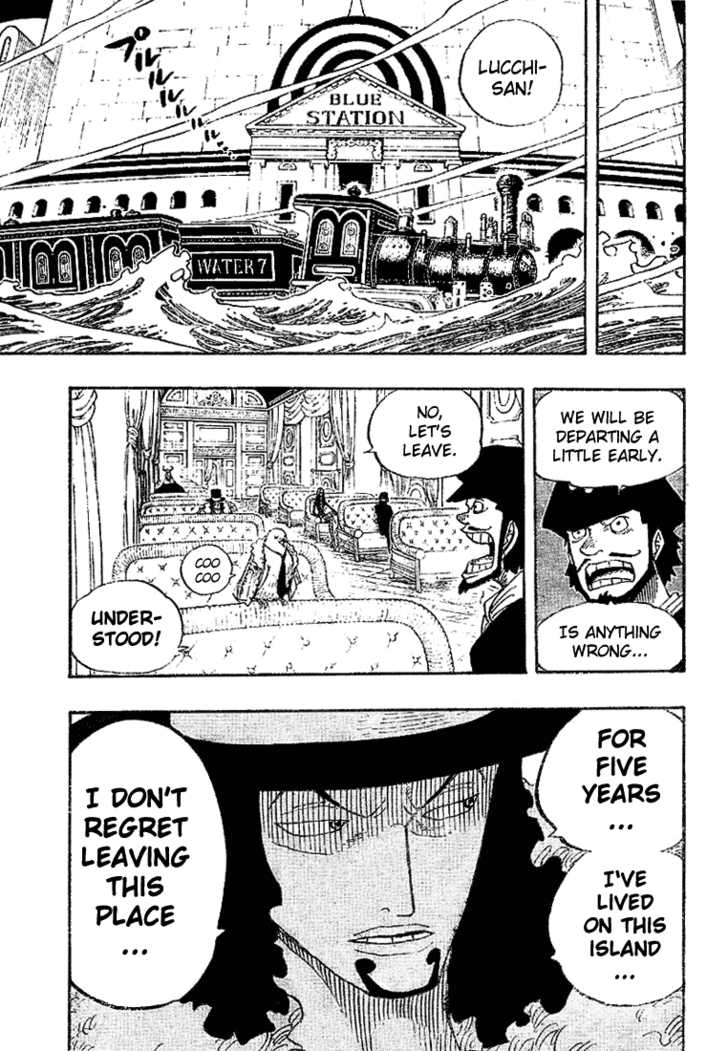 LUCCHI-
SAN!
パ
ル
ル
ル
ル
ル
BLUE
STATION
WATER 7
WE WILL BE
DEPARTING A
LITTLE EARLY.
IS ANYTHING
WRONG...
NO,
LET'S
LEAVE.
COO
COO
UNDER-
STOOD!
FOR
FIVE
YEARS
...
I'VE
LIVED
ON THIS
ISLAND
...
I DON'T
REGRET
LEAVING
THIS
PLACE
...